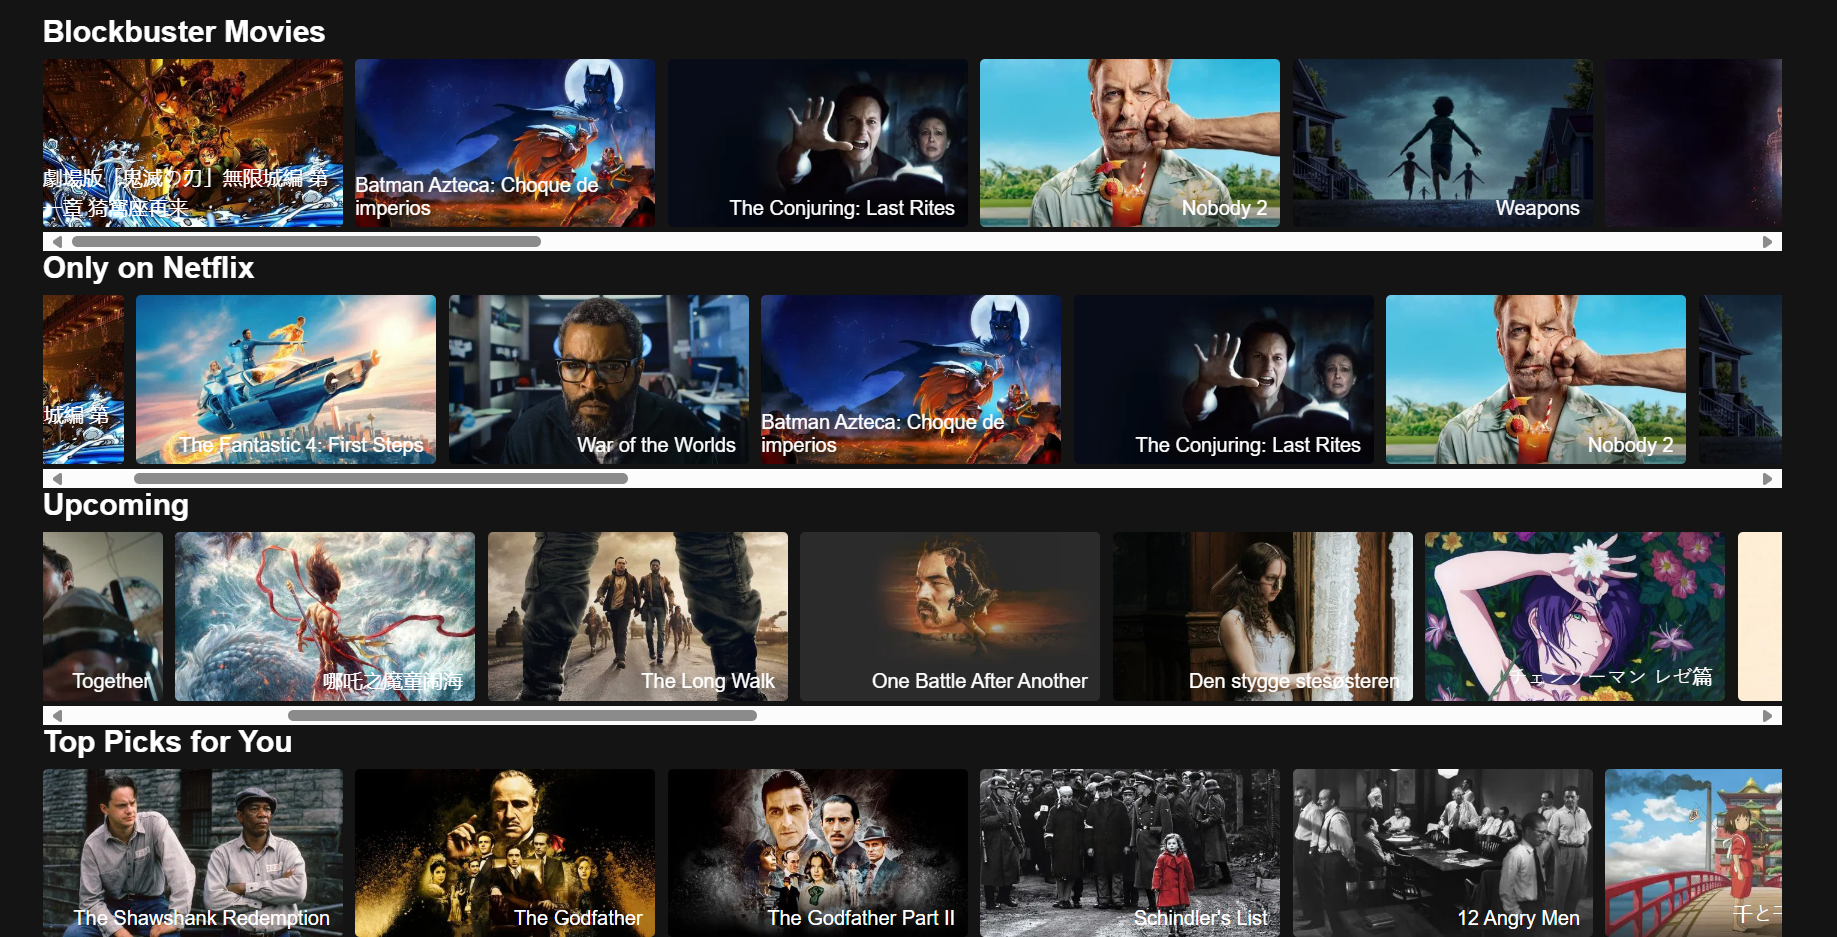 Blockbuster Movies
劇場版「鬼滅の刃」無限城編 第
一章 猗窩座再来
Batman Azteca: Choque de
imperios
The Conjuring: Last Rites
Nobody 2
Weapons
Only on Netflix
城編 第
The Fantastic 4: First Steps
War of the Worlds
Batman Azteca: Choque de
imperios
The Conjuring: Last Rites
Nobody 2
Upcoming
Together
哪吒之魔童闹海
The Long Walk
One Battle After Another
Den stygge stesøsteren
チェンソーマン レゼ篇
Top Picks for You
The Shawshank Redemption
The Godfather
The Godfather Part II
Schindler's List
12 Angry Men
千と